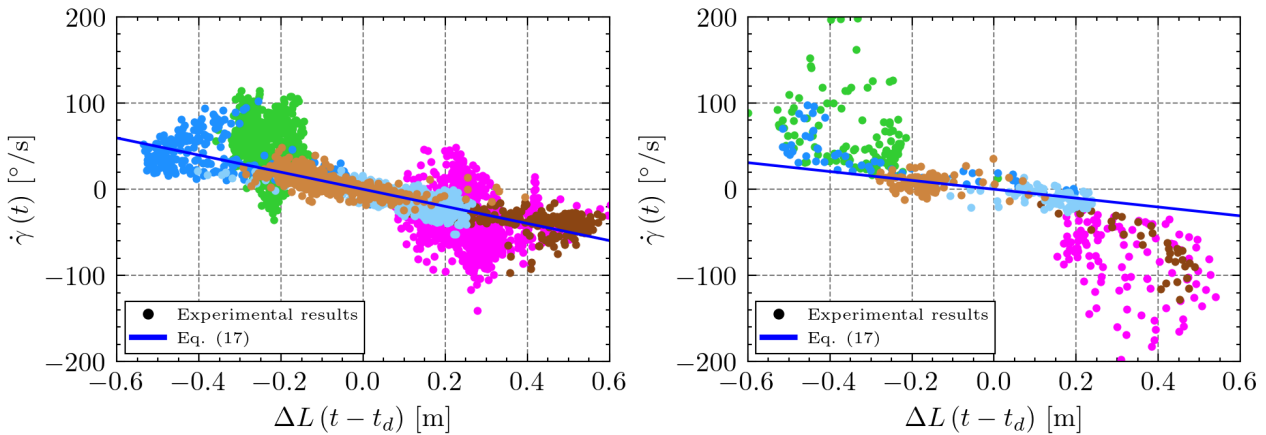 200
100
0
−100
−200
γ̇ (t) [°/s]
Experimental results
Eq. (17)
−0.6 −0.4 −0.2 0.0 0.2 0.4 0.6
ΔL (t − t_d) [m]
200
100
0
−100
−200
γ̇ (t) [°/s]
Experimental results
Eq. (17)
−0.6 −0.4 −0.2 0.0 0.2 0.4 0.6
ΔL (t − t_d) [m]